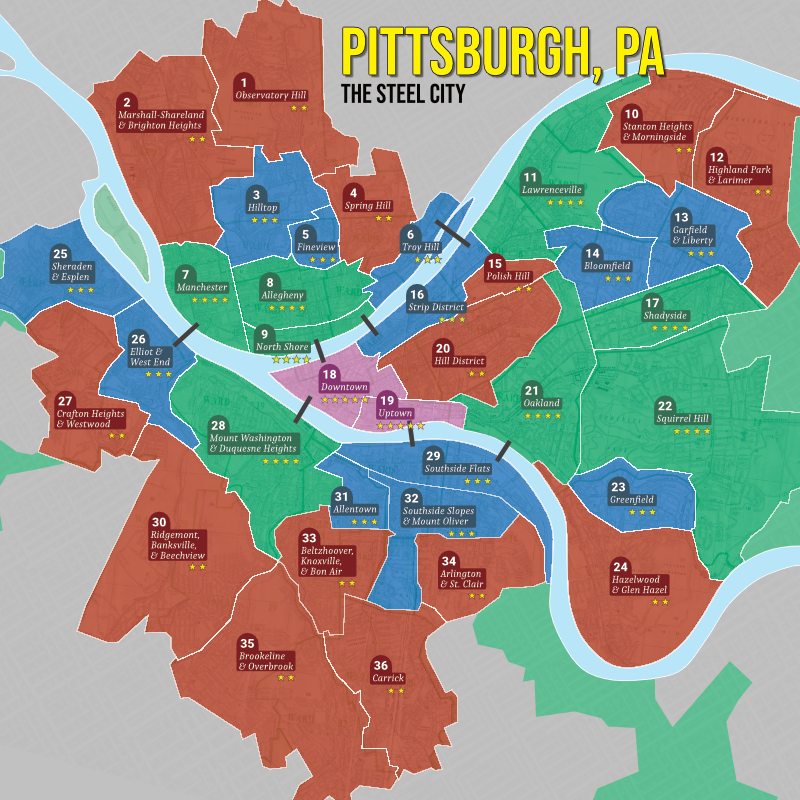 PITTSBURGH, PA
THE STEEL CITY
1
Observatory Hill
2
Marshall-Shareland
& Brighton Heights
3
Hilltop
4
Spring Hill
5
Fineview
6
Troy Hill
7
Manchester
8
Allegheny
9
North Shore
10
Stanton Heights
& Morningside
11
Lawrenceville
12
Highland Park
& Larimer
13
Garfield
& Liberty
14
Bloomfield
15
Polish Hill
16
Strip District
17
Shadyside
18
Downtown
19
Uptown
20
Hill District
21
Oakland
22
Squirrel Hill
23
Greenfield
24
Hazelwood
& Glen Hazel
25
Sheraden
& Esplen
26
Elliot &
West End
27
Crafton Heights
& Westwood
28
Mount Washington
& Duquesne Heights
29
Southside Flats
30
Ridgemont,
Banksville,
& Beechview
31
Allentown
32
Southside Slopes
& Mount Oliver
33
Beltzhoover,
Knoxville,
& Bon Air
34
Arlington
& St. Clair
35
Brookeline
& Overbrook
36
Carrick